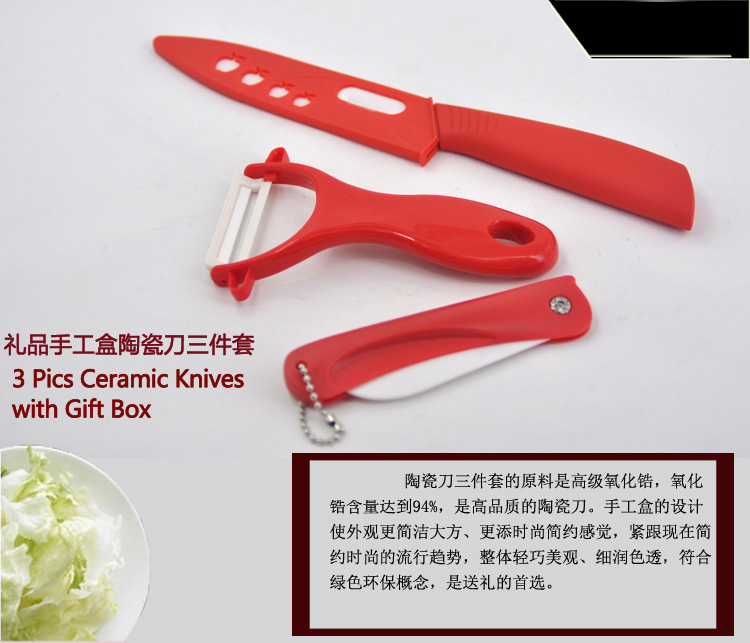 礼品手工盒陶瓷刀三件套
3 Pics Ceramic Knives
with Gift Box
陶瓷刀三件套的原料是高级氧化锆，氧化
锆含量达到94%，是高品质的陶瓷刀。手工盒的设计
使外观更简洁大方、更添时尚简约感觉，紧跟现在简
约时尚的流行趋势，整体轻巧美观、细润色透，符合
绿色环保概念，是送礼的首选。